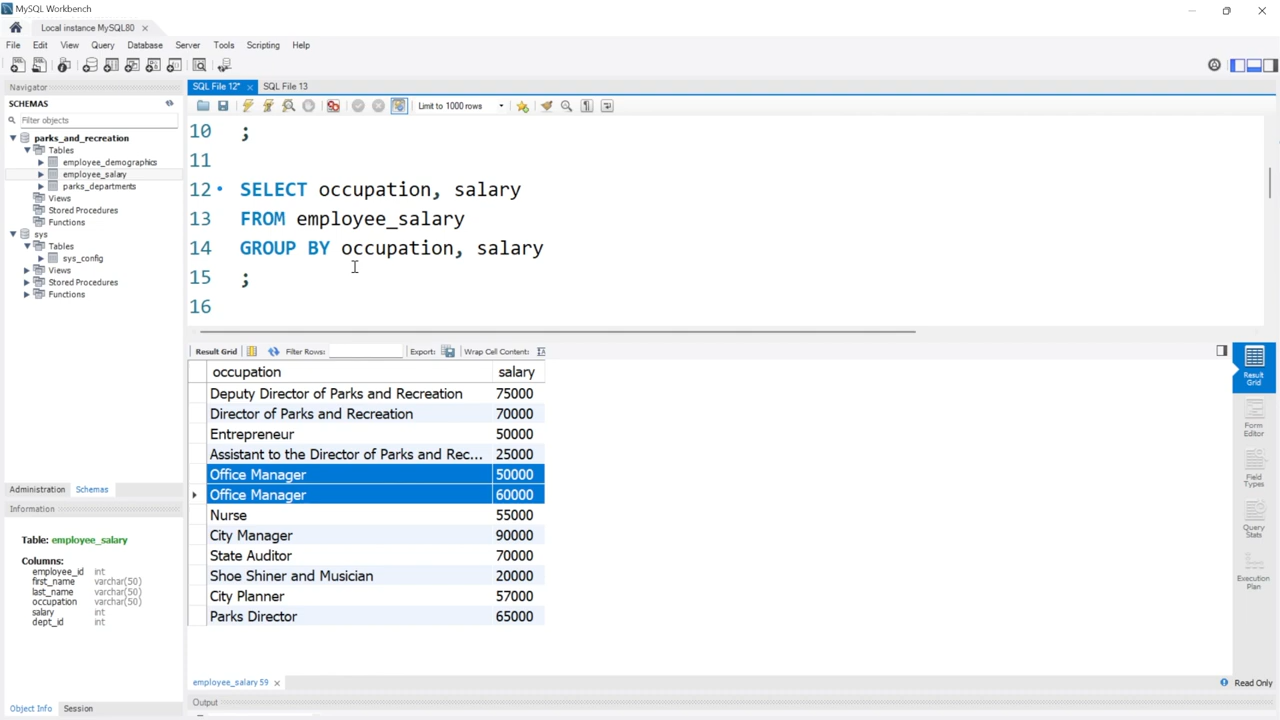 MySQL Workbench
Local instance MySQL80
File Edit View Query Database Server Tools Scripting Help
Navigator
SCHEMAS
Filter objects
parks_and_recreation
Tables
employee_demographics
employee_salary
parks_departments
Views
Stored Procedures
Functions
sys
Tables
sys_config
Views
Stored Procedures
Functions
Administration Schemas
Information
Table: employee_salary
Columns:
employee_id int
first_name varchar(50)
last_name varchar(50)
occupation varchar(50)
salary int
dept_id int
Object Info Session
SQL File 12* SQL File 13
Limit to 1000 rows
10 ;
11
12 SELECT occupation, salary
13 FROM employee_salary
14 GROUP BY occupation, salary
15 ;
16
Result Grid Filter Rows: Export: Wrap Cell Content:
occupation salary
Deputy Director of Parks and Recreation 75000
Director of Parks and Recreation 70000
Entrepreneur 50000
Assistant to the Director of Parks and Rec... 25000
Office Manager 50000
Office Manager 60000
Nurse 55000
City Manager 90000
State Auditor 70000
Shoe Shiner and Musician 20000
City Planner 57000
Parks Director 65000
Result
Grid
Form
Editor
Field
Types
Query
Stats
Execution
Plan
employee_salary 59
Read Only
Output